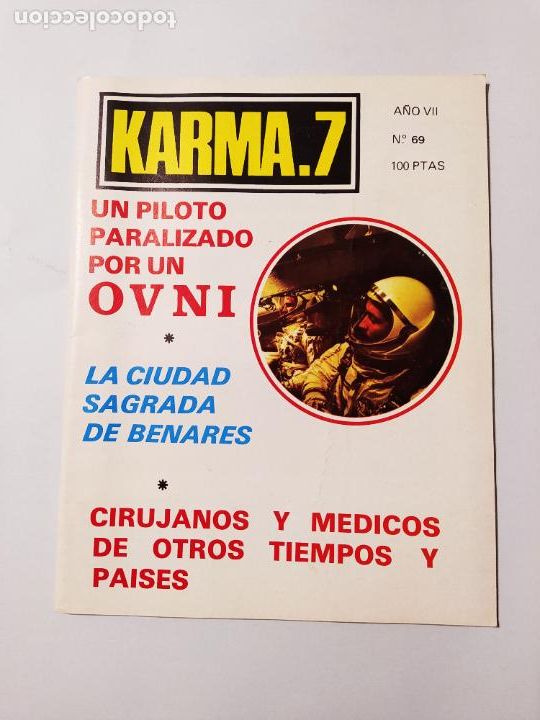 todocoleccion
KARMA.7
AÑO VII
N.º 69
100 PTAS
UN PILOTO
PARALIZADO
POR UN
OVNI
*
LA CIUDAD
SAGRADA
DE BENARES
*
CIRUJANOS Y MEDICOS
DE OTROS TIEMPOS Y
PAISES
todocoleccion